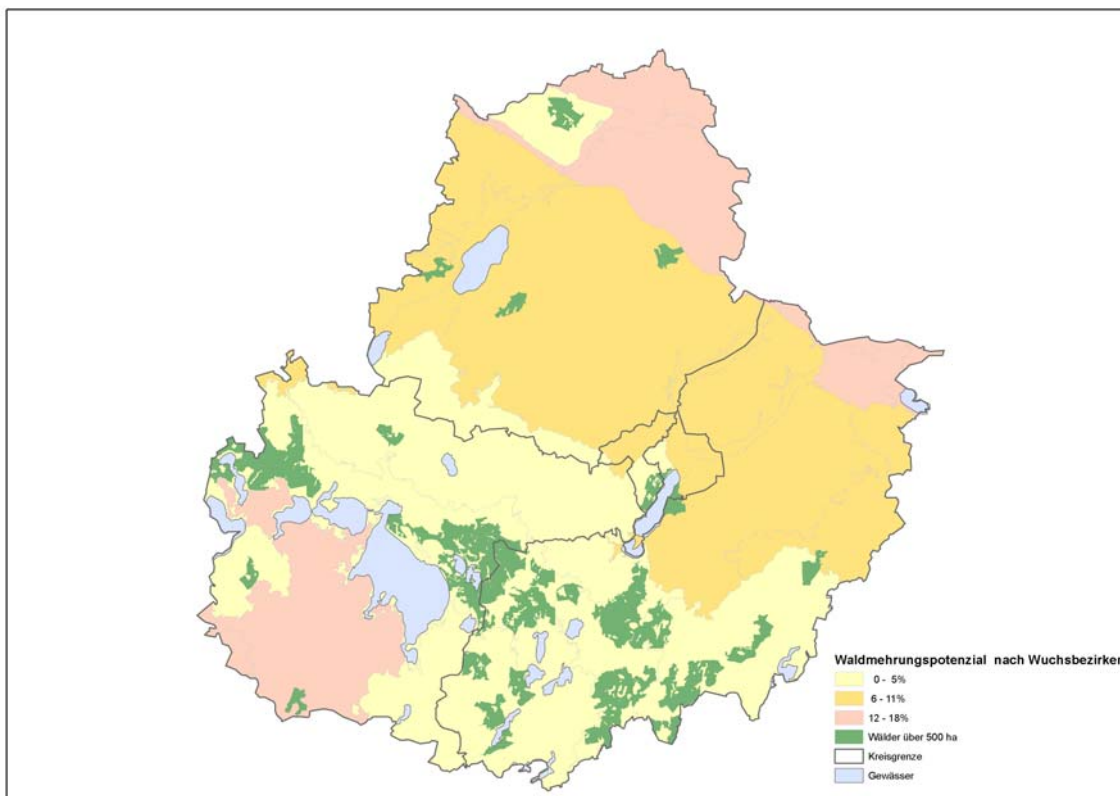 Waldmehrungspotenzial nach Wuchsbezirken
0 - 5%
6 - 11%
12 - 18%
Wälder über 500 ha
Kreisgrenze
Gewässer